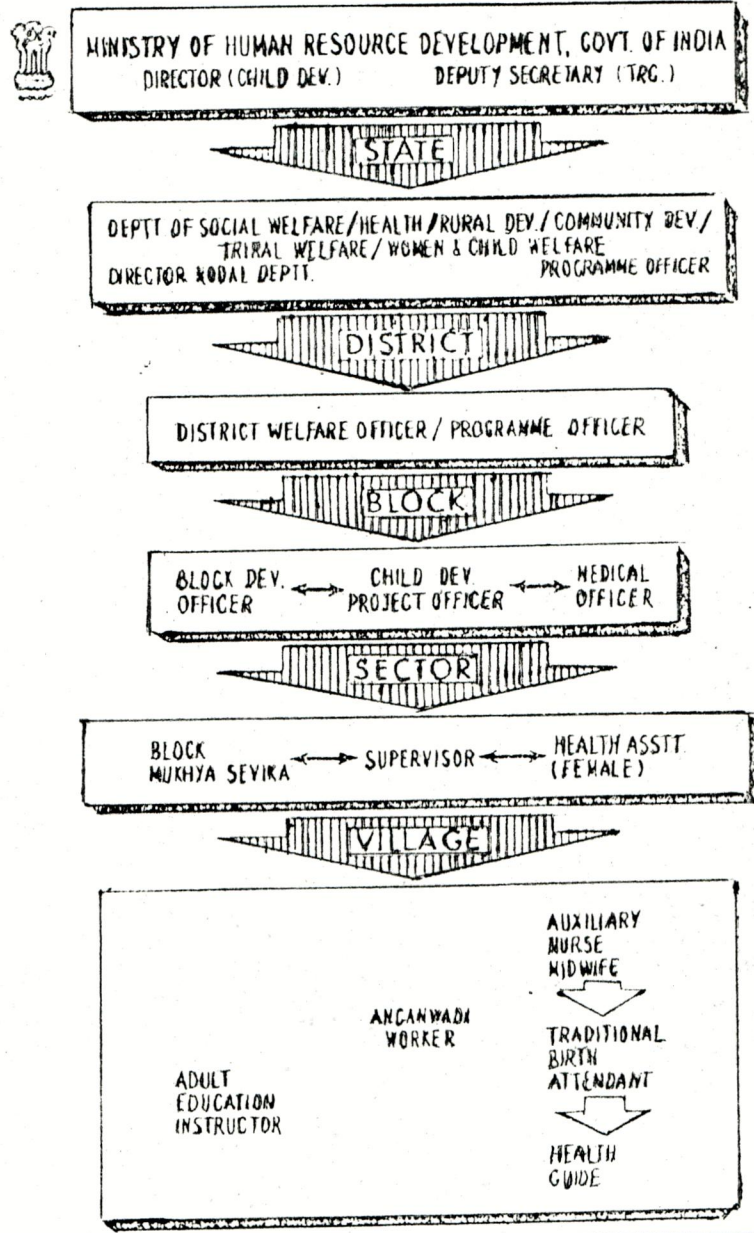 MINISTRY OF HUMAN RESOURCE DEVELOPMENT, GOVT. OF INDIA
DIRECTOR (CHILD DEV.) DEPUTY SECRETARY (TRG.)
STATE
DEPTT OF SOCIAL WELFARE/HEALTH/RURAL DEV./COMMUNITY DEV./
TRIBAL WELFARE/WOMEN & CHILD WELFARE
DIRECTOR NODAL DEPTT. PROGRAMME OFFICER
DISTRICT
DISTRICT WELFARE OFFICER/ PROGRAMME OFFICER
BLOCK
BLOCK DEV. CHILD DEV. MEDICAL
OFFICER PROJECT OFFICER OFFICER
SECTOR
BLOCK SUPERVISOR HEALTH ASSTT.
MUKHYA SEVIKA (FEMALE)
VILLAGE
AUXILIARY
NURSE
MIDWIFE
ANGANWADI
WORKER
TRADITIONAL
BIRTH
ATTENDANT
ADULT
EDUCATION
INSTRUCTOR
HEALTH
GUIDE